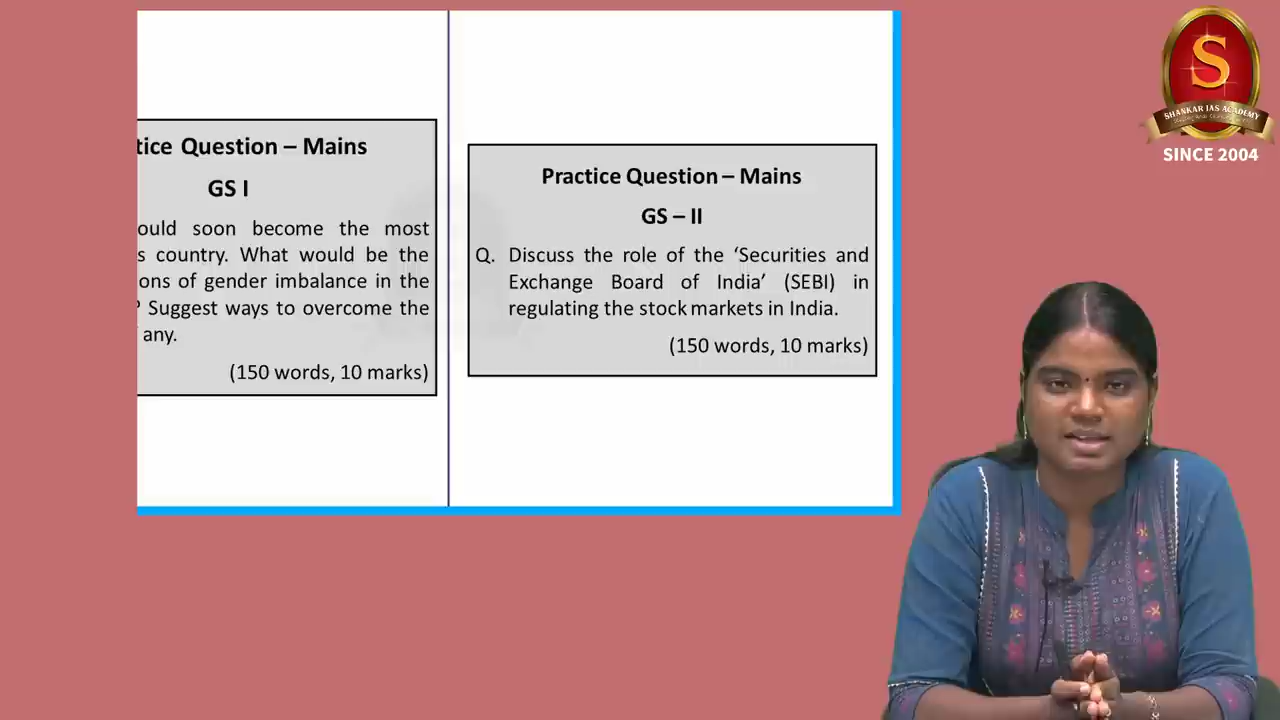 tice Question – Mains
GS I
ould soon become the most
s country. What would be the
ons of gender imbalance in the
? Suggest ways to overcome the
any.
(150 words, 10 marks)
Practice Question – Mains
GS – II
Q. Discuss the role of the ‘Securities and
Exchange Board of India’ (SEBI) in
regulating the stock markets in India.
(150 words, 10 marks)
S
SHANKAR IAS ACADEMY
SINCE 2004